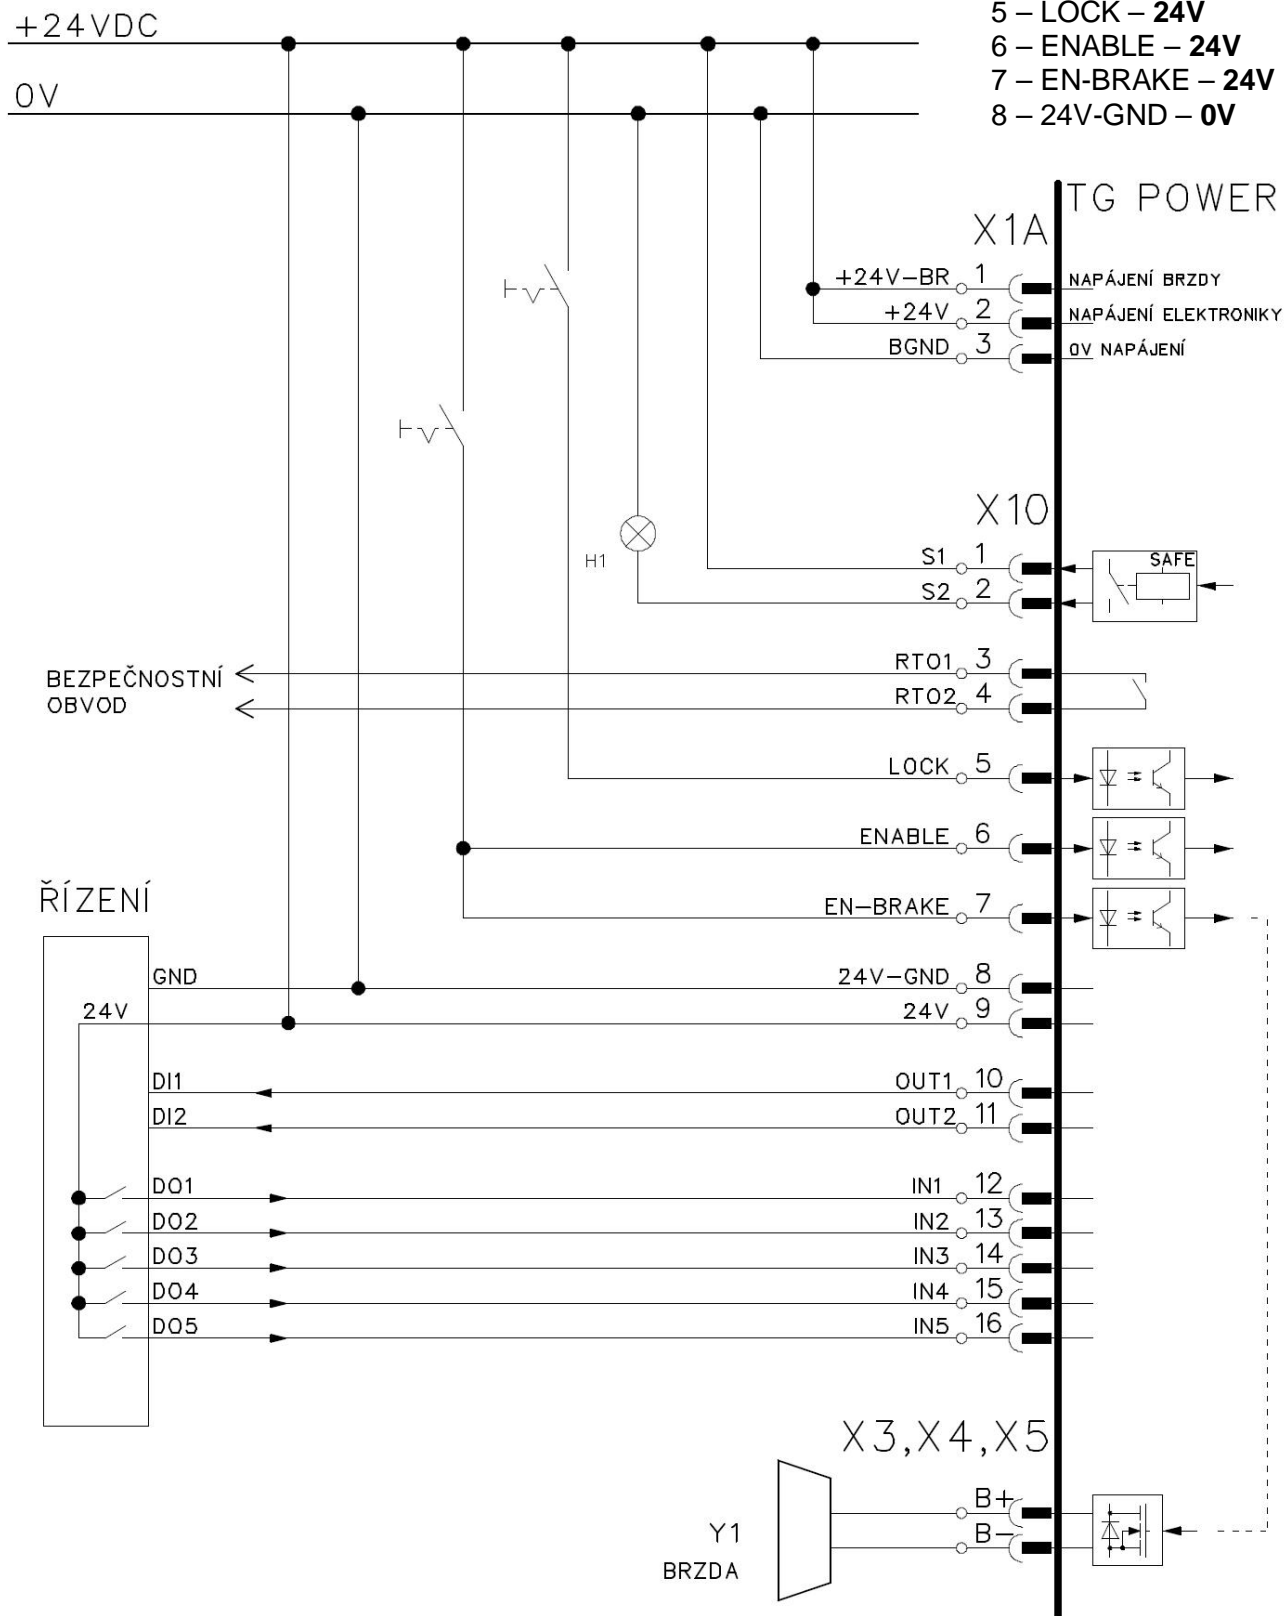 5 – LOCK – 24V
6 – ENABLE – 24V
7 – EN-BRAKE – 24V
8 – 24V-GND – 0V
+24VDC
0V
TG POWER
X1A
+24V–BR 1 NAPÁJENÍ BRZDY
+24V 2 NAPÁJENÍ ELEKTRONIKY
BGND 3 0V NAPÁJENÍ
X10
H1
S1 1 SAFE
S2 2
BEZPEČNOSTNÍ
OBVOD
RTO1 3
RTO2 4
LOCK 5
ENABLE 6
EN–BRAKE 7
ŘÍZENÍ
GND 24V–GND 8
24V 24V 9
DI1 OUT1 10
DI2 OUT2 11
DO1 IN1 12
DO2 IN2 13
DO3 IN3 14
DO4 IN4 15
DO5 IN5 16
X3,X4,X5
B+
B–
Y1
BRZDA